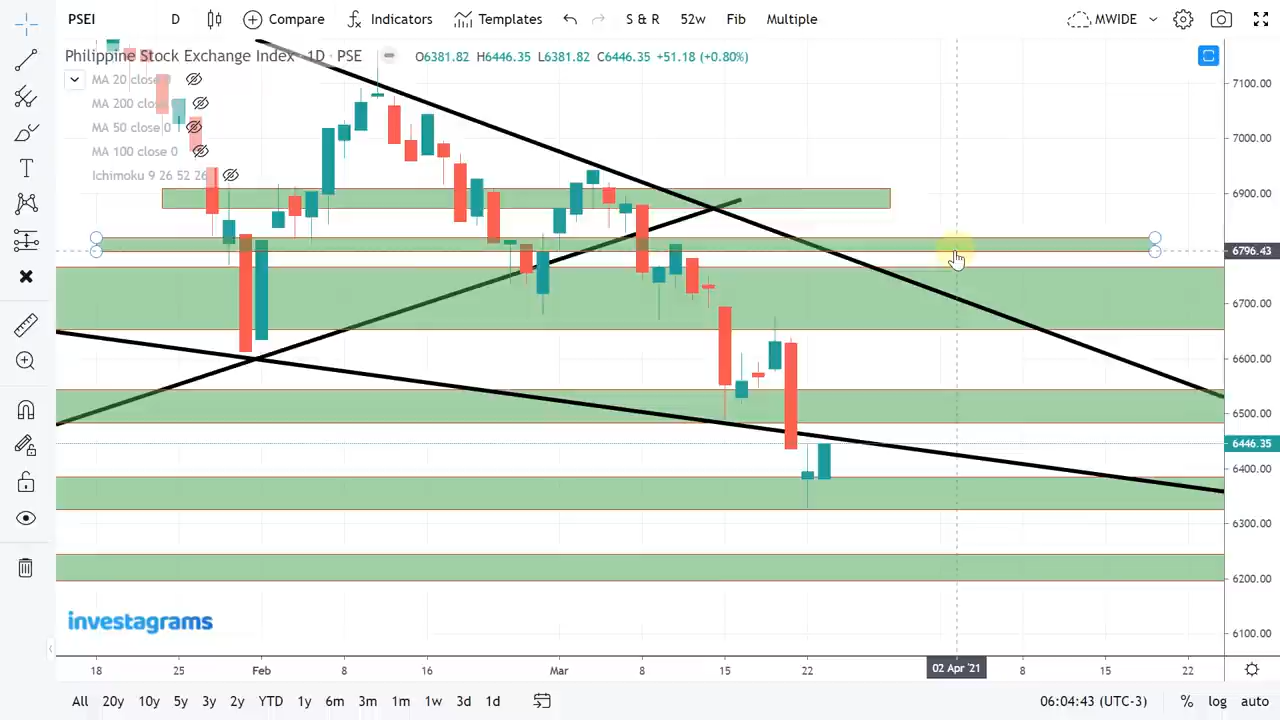 PSEI D Compare Indicators Templates S & R 52w Fib Multiple MWIDE
Philippine Stock Exchange Index · 1D · PSE O6381.82 H6446.35 L6381.82 C6446.35 +51.18 (+0.80%)
MA 20 close 0
MA 200 close 0
MA 50 close 0
MA 100 close 0
Ichimoku 9 26 52 26
7100.00
7000.00
6900.00
6796.43
6700.00
6600.00
6500.00
6446.35
6400.00
6300.00
6200.00
6100.00
investagrams
18 25 Feb 8 16 Mar 8 15 22 02 Apr '21 8 15 22
All 20y 10y 5y 3y 2y YTD 1y 6m 3m 1m 1w 3d 1d 06:04:43 (UTC-3) % log auto